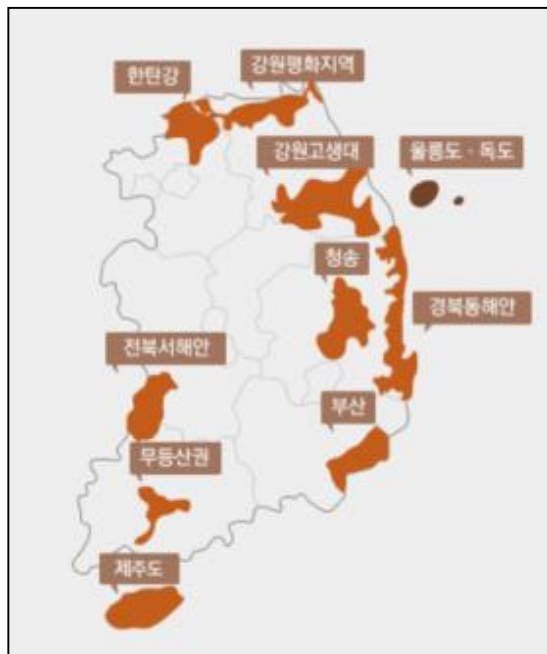 강원평화지역
한탄강
강원고생대
울릉도 · 독도
청송
경북동해안
전북서해안
부산
무등산권
제주도